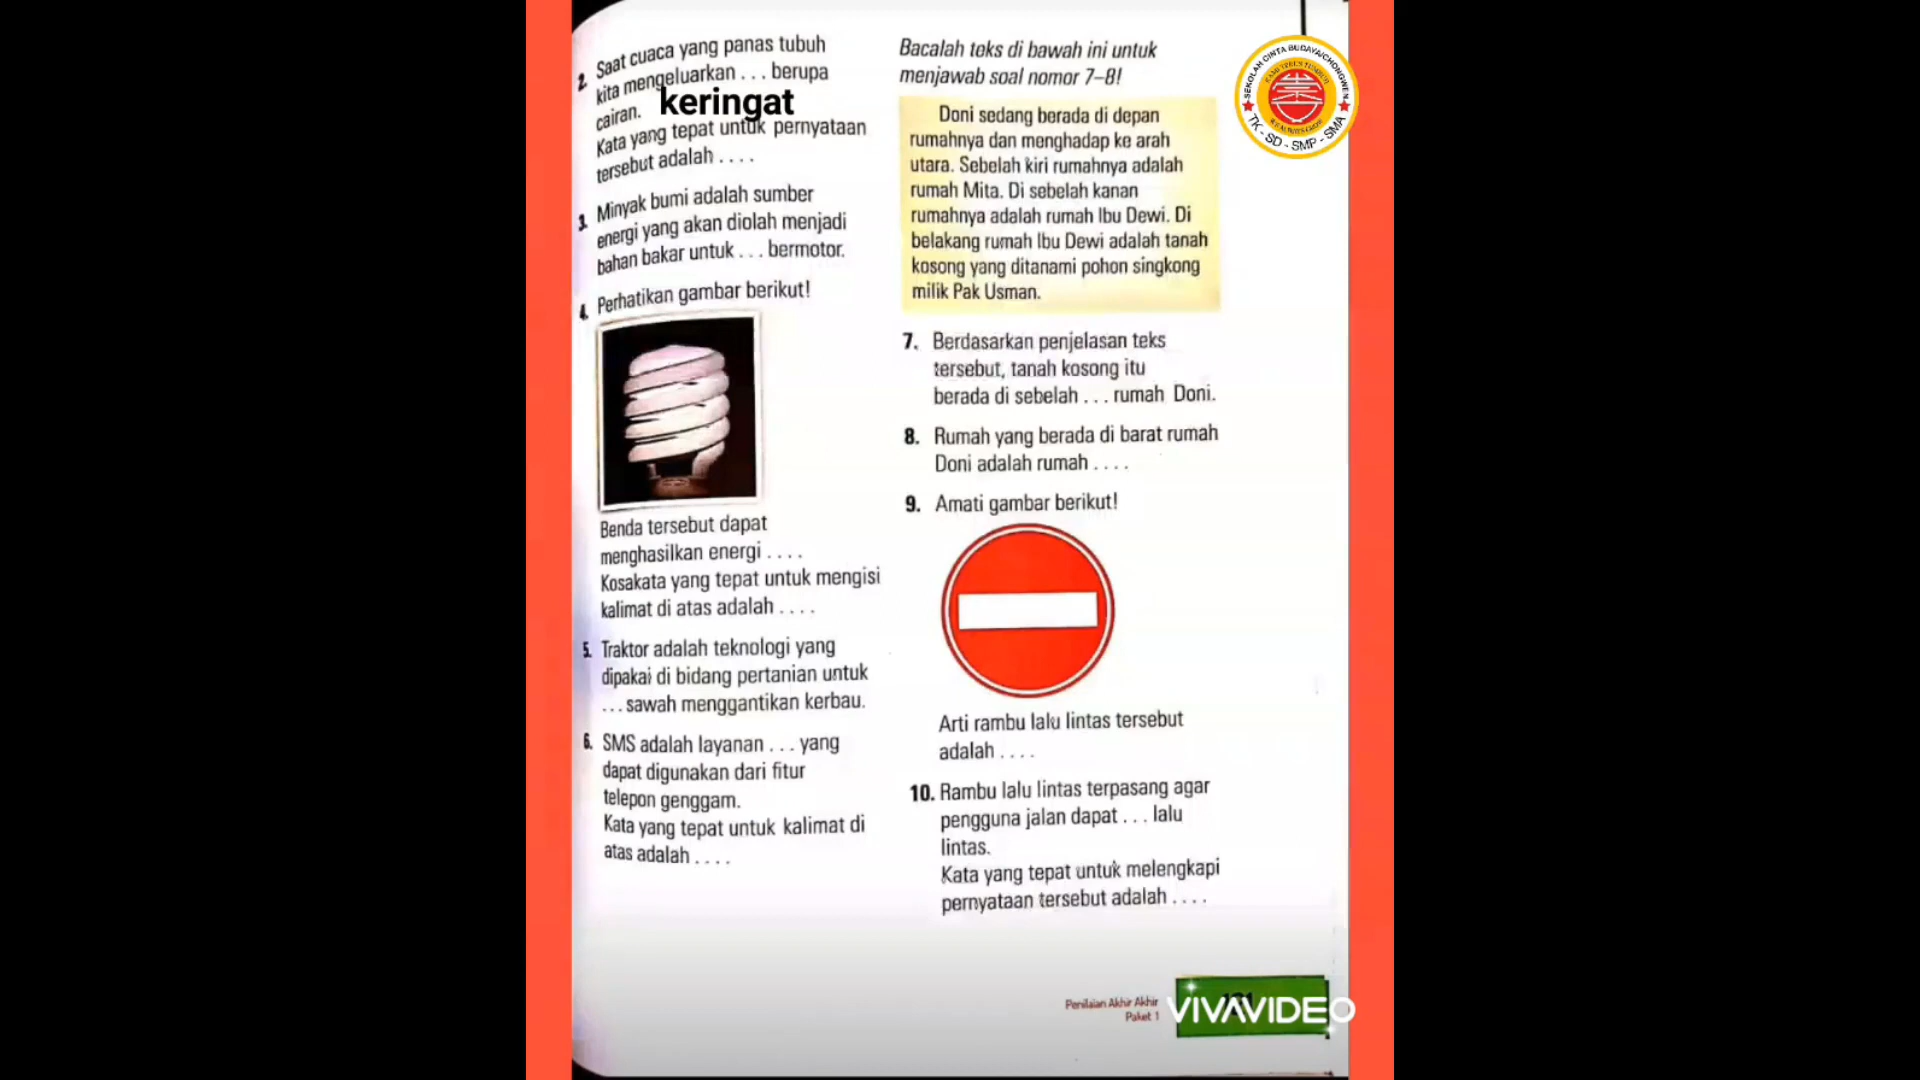 2. Saat cuaca yang panas tubuh
kita mengeluarkan . . . berupa
cairan.
keringat
Kata yang tepat untuk pernyataan
tersebut adalah . . . .
3. Minyak bumi adalah sumber
energi yang akan diolah menjadi
bahan bakar untuk . . . bermotor.
4. Perhatikan gambar berikut!
Benda tersebut dapat
menghasilkan energi . . . .
Kosakata yang tepat untuk mengisi
kalimat di atas adalah . . . .
5. Traktor adalah teknologi yang
dipakai di bidang pertanian untuk
. . . sawah menggantikan kerbau.
6. SMS adalah layanan . . . yang
dapat digunakan dari fitur
telepon genggam.
Kata yang tepat untuk kalimat di
atas adalah . . . .
Bacalah teks di bawah ini untuk
menjawab soal nomor 7–8!
Doni sedang berada di depan
rumahnya dan menghadap ke arah
utara. Sebelah kiri rumahnya adalah
rumah Mita. Di sebelah kanan
rumahnya adalah rumah Ibu Dewi. Di
belakang rumah Ibu Dewi adalah tanah
kosong yang ditanami pohon singkong
milik Pak Usman.
7. Berdasarkan penjelasan teks
tersebut, tanah kosong itu
berada di sebelah . . . rumah Doni.
8. Rumah yang berada di barat rumah
Doni adalah rumah . . . .
9. Amati gambar berikut!
Arti rambu lalu lintas tersebut
adalah . . . .
10. Rambu lalu lintas terpasang agar
pengguna jalan dapat . . . lalu
lintas.
Kata yang tepat untuk melengkapi
pernyataan tersebut adalah . . . .
Penilaian Akhir Akhir
Paket 1
VIVAVIDEO
SEKOLAH CINTA BUDAYA/CHONGWEN
TK - SD - SMP - SMA